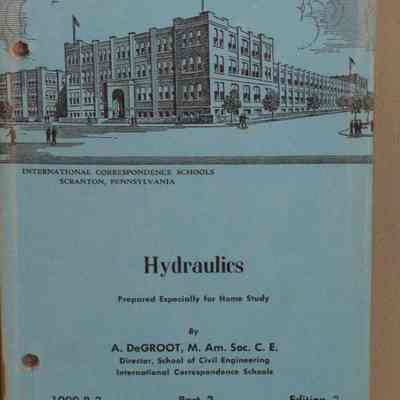 INTERNATIONAL CORRESPONDENCE SCHOOLS
SCRANTON, PENNSYLVANIA
Hydraulics
Prepared Especially for Home Study
By
A. DeGROOT, M. Am. Soc. C. E.
Director, School of Civil Engineering
International Correspondence Schools
Part 2 Edition